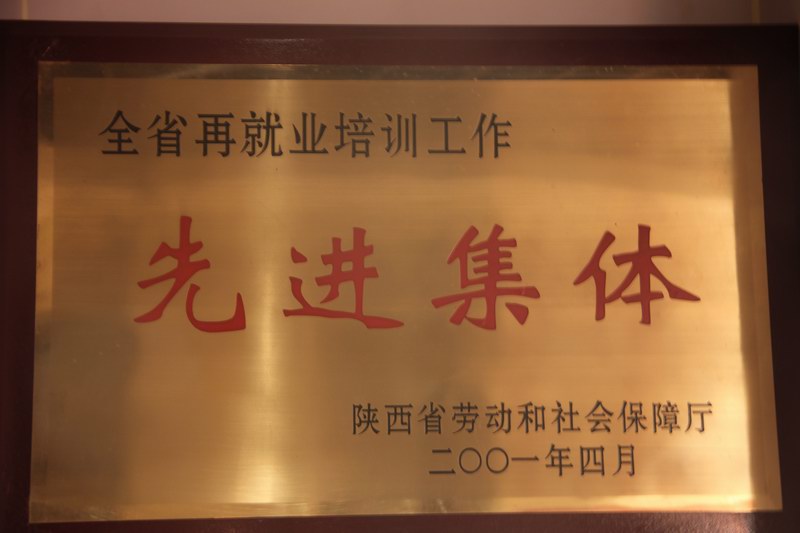 全省再就业培训工作
先进集体
陕西省劳动和社会保障厅
二〇〇一年四月